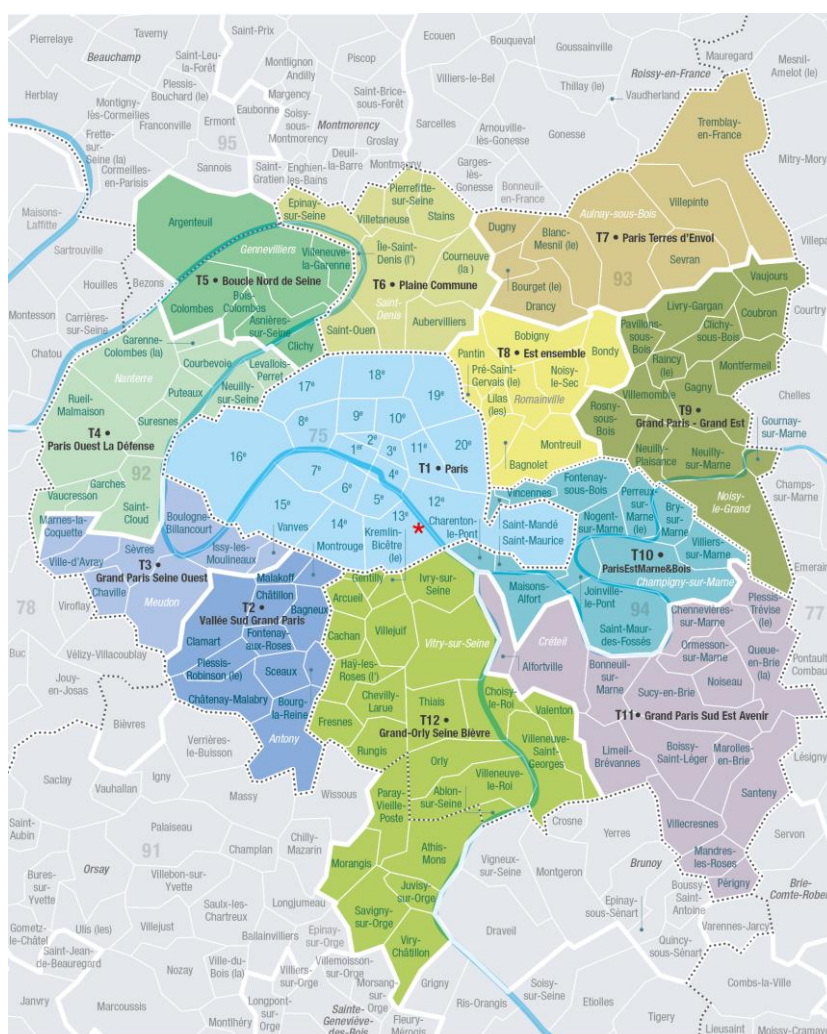 Pierrelaye
Taverny
Beauchamp
Saint-Leu-
la-Forêt
Saint-Prix
Montlignon
Andilly
Margency
Piscop
Saint-Brice-
sous-Forêt
Ecouen
Bouqueval
Villiers-le-Bel
Goussainville
Thillay (le)
Roissy-en-France
Vaudherland
Mauregard
Mesnil-
Amelot (le)
Herblay
Montigny-
lès-Cormeilles
Plessis-
Bouchard (le)
Franconville
Ermont
Eaubonne
Soisy-
sous-
Montmorency
Montmorency
Groslay
Sarcelles
Arnouville-
lès-Gonesse
Gonesse
Tremblay-
en-France
Mitry-Mory
Frette-
sur-
Seine (la)
Cormeilles-
en-Parisis
95
Sannois
Saint-
Gratien
Enghien-
les-Bains
Deuil-
la-Barre
Montmagny
Garges-
lès-
Gonesse
Bonneuil-
en-France
Maisons-
Laffitte
Sartrouville
Houilles
Bezons
Montesson
Carrières-
sur-Seine
Chatou
Argenteuil
Gennevilliers
Villeneuve-
la-Garenne
T5 • Boucle Nord de Seine
Colombes
Bois-
Colombes
Asnières-
sur-Seine
Clichy
Epinay-
sur-Seine
Pierrefitte-
sur-Seine
Villetaneuse
Stains
Île-Saint-
Denis (l')
Courneuve
(la )
T6 • Plaine Commune
Saint-
Denis
Saint-Ouen
Aubervilliers
Dugny
Blanc-
Mesnil (le)
Aulnay-sous-Bois
Villepinte
T7 • Paris Terres d'Envol
Sevran
Bourget (le)
Drancy
93
Villepa
Vaujours
Courtry
Livry-Gargan
Coubron
Pavillons-
sous-Bois
Clichy-
sous-Bois
Raincy
(le)
Montfermeil
Gagny
Villemomble
T9 •
Grand Paris - Grand Est
Rosny-
sous-
Bois
Neuilly-
Plaisance
Neuilly-
sur-Marne
Noisy-
le-Grand
Chelles
Gournay-
sur-Marne
Champs-
sur-Marne
Emerain
Bobigny
T8 • Est ensemble
Pantin
Bondy
Pré-Saint-
Gervais (le)
Noisy-
le-Sec
Lilas
(les)
Romainville
Montreuil
Bagnolet
Garenne-
Colombes (la)
Courbevoie
Levallois-
Perret
Nanterre
Puteaux
Neuilly-
sur-Seine
Rueil-
Malmaison
Suresnes
T4 •
Paris Ouest La Défense
92
Garches
Vaucresson
Saint-
Cloud
17e
18e
19e
8e
9e
10e
75
2e
1er
3e
11e
20e
16e
T1 • Paris
7e
4e
6e
5e
12e
15e
14e
13e
*
Marnes-la-
Coquette
Boulogne-
Billancourt
Sèvres
Issy-les-
Moulineaux
Vanves
Ville-d'Avray
T3 •
Grand Paris Seine Ouest
Chaville
Meudon
Montrouge
Kremlin-
Bicêtre
(le)
Charenton-
le-Pont
Saint-Mandé
Saint-Maurice
Vincennes
Fontenay-
sous-Bois
Perreux-
sur-
Marne (le)
Nogent-
sur-Marne
Bry-
sur-
Marne
Villiers-
sur-Marne
T10 •
ParisEstMarne&Bois
Champigny-sur-Marne
Maisons-
Alfort
Joinville-
le-Pont
94
Saint-Maur-
des-Fossés
78
Viroflay
Vélizy-Villacoublay
Buc
Jouy-
en-Josas
Bièvres
Malakoff
Châtillon
Bagneux
T2 •
Vallée Sud Grand Paris
Clamart
Fontenay-
aux-Roses
Plessis-
Robinson (le)
Sceaux
Châtenay-Malabry
Bourg-
la-Reine
Antony
Gentilly
Ivry-sur-
Seine
Arcueil
Cachan
Villejuif
Vitry-sur-Seine
Haÿ-les-
Roses (l')
Chevilly-
Larue
Thiais
Choisy-
le-Roi
Fresnes
T12 •
Grand-Orly Seine Bièvre
Rungis
Orly
Valenton
Villeneuve-
Saint-
Georges
Villeneuve-
le-Roi
Ablon-
sur-Seine
Paray-
Vieille-
Poste
Athis-
Mons
Morangis
Juvisy-
sur-Orge
Savigny-
sur-Orge
Viry-
Châtillon
Créteil
Alfortville
Chennevières-
sur-Marne
Plessis-
Trévise
(le)
77
Bonneuil-
sur-
Marne
Ormesson-
sur-Marne
Queue-
en-Brie
(la)
Noiseau
Sucy-en-Brie
T11• Grand Paris Sud Est Avenir
Limeil-
Brévannes
Boissy-
Saint-Léger
Marolles-
en-Brie
Santeny
Villecresnes
Mandres-
les-Roses
Périgny
Pontault
Combau
Lésigny
Servon
Brie-
Comte-Rober
Verrières-
le-Buisson
Igny
Saclay
Vauhallan
Massy
Wissous
Saint-
Aubin
Palaiseau
91
Orsay
Champlan
Chilly-
Mazarin
Bures-
sur-
Yvette
Villebon-sur-
Yvette
Saulx-les-
Chartreux
Longjumeau
Gometz-
le-Châtel
Ulis (les)
Villejust
Ballainvilliers
Epinay-
sur-Orge
Saint-Jean-
de-Beauregard
Nozay
Ville-du-
Bois (la)
Villemoisson-
sur-Orge
Villiers-
sur-Orge
Morsang-
sur-
Orge
Janvry
Marcoussis
Montlhéry
Longpont-
sur-
Orge
Sainte-
Geneviève
des-Bois
Fleury-
Mérogis
Grigny
Ris-Orangis
Crosne
Vigneux-
sur-Seine
Montgeron
Yerres
Brunoy
Draveil
Epinay-
sous-Sénart
Boussy-
Saint-
Antoine
Varennes-Jarcy
Quincy-
sous-Sénart
Soisy-
sur-Seine
Etiolles
Tigery
Combs-la-Ville
Lieusaint
Moissy-Cramay